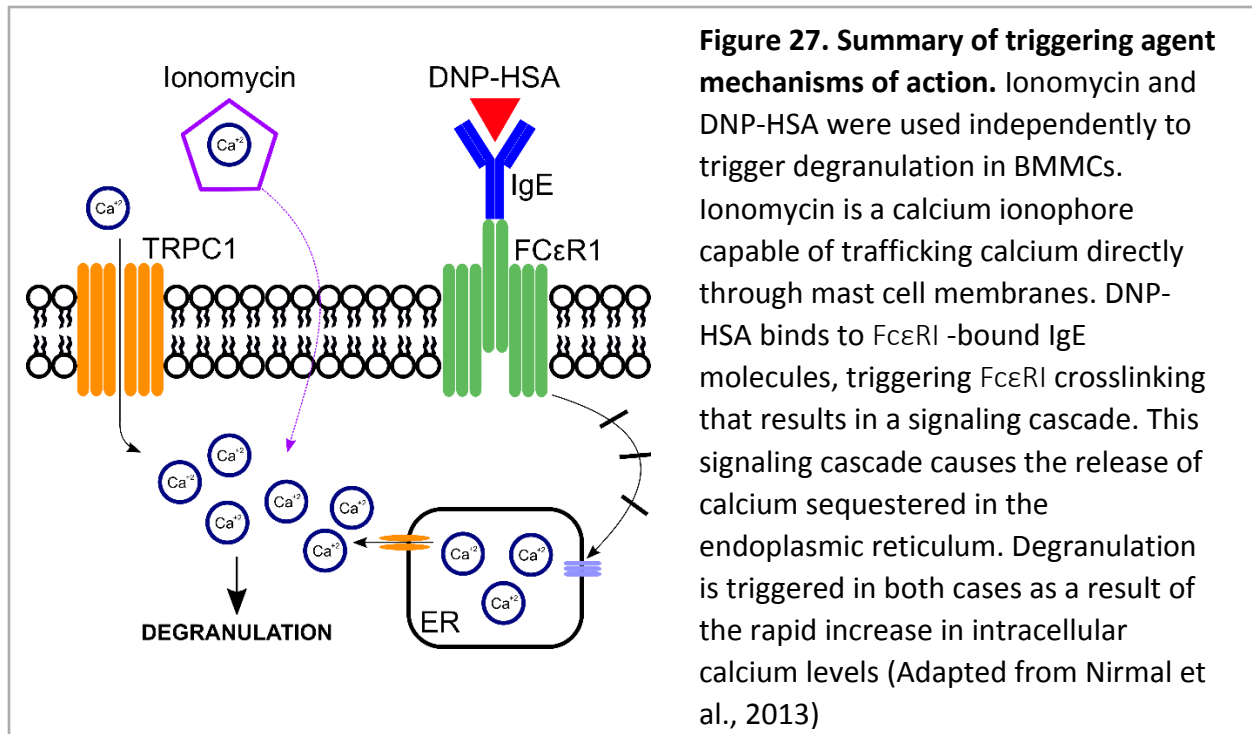 Ionomycin
DNP-HSA
Ca⁺²
Ca⁺²
IgE
TRPC1
FCεR1
Ca⁺²
Ca⁺²
Ca⁺²
Ca⁺²
Ca⁺²
Ca⁺²
Ca⁺²
Ca⁺²
Ca⁺²
ER
DEGRANULATION
Figure 27. Summary of triggering agent
mechanisms of action. Ionomycin and
DNP-HSA were used independently to
trigger degranulation in BMMCs.
Ionomycin is a calcium ionophore
capable of trafficking calcium directly
through mast cell membranes. DNP-
HSA binds to FcεRI -bound IgE
molecules, triggering FcεRI crosslinking
that results in a signaling cascade. This
signaling cascade causes the release of
calcium sequestered in the
endoplasmic reticulum. Degranulation
is triggered in both cases as a result of
the rapid increase in intracellular
calcium levels (Adapted from Nirmal et
al., 2013)